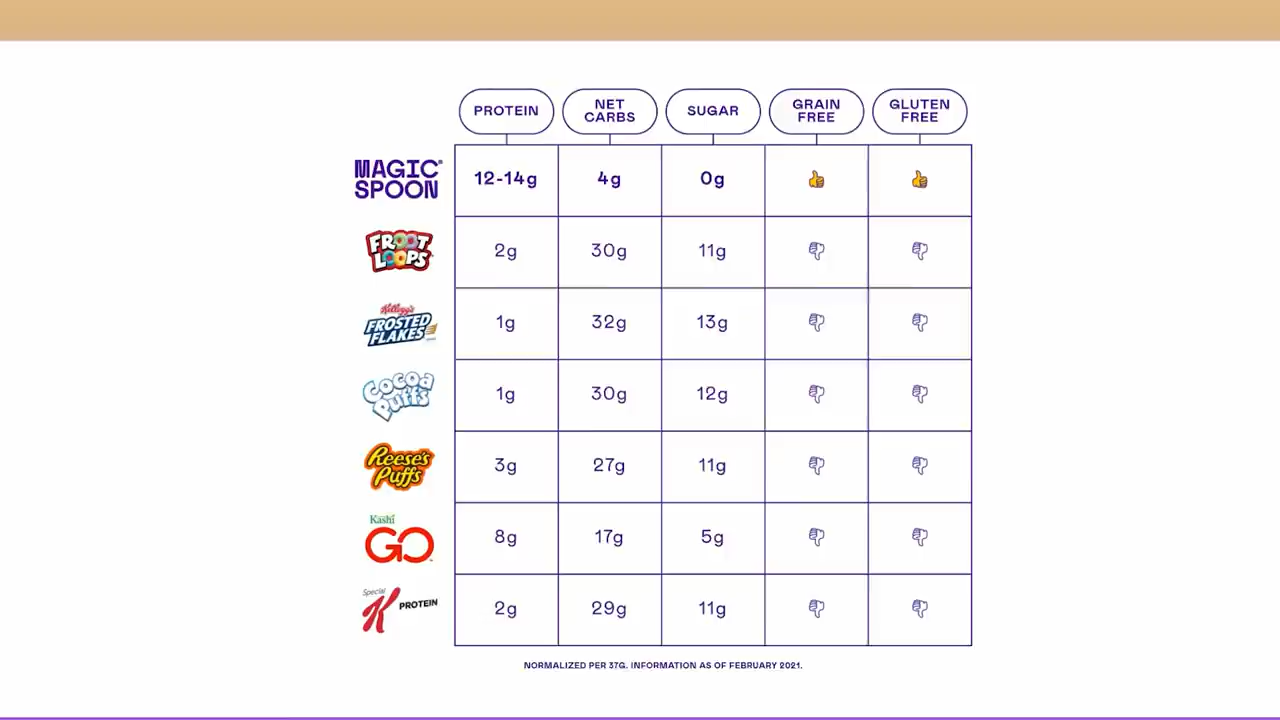 PROTEIN
NET
CARBS
SUGAR
GRAIN
FREE
GLUTEN
FREE
MAGIC
SPOON
12-14g 4g 0g
FROOT
LOOPS
2g 30g 11g
Kellogg's
FROSTED
FLAKES
1g 32g 13g
Cocoa
Puffs
1g 30g 12g
Reese's
Puffs
3g 27g 11g
Kashi
GO
8g 17g 5g
Special
K PROTEIN
2g 29g 11g
NORMALIZED PER 37G. INFORMATION AS OF FEBRUARY 2021.